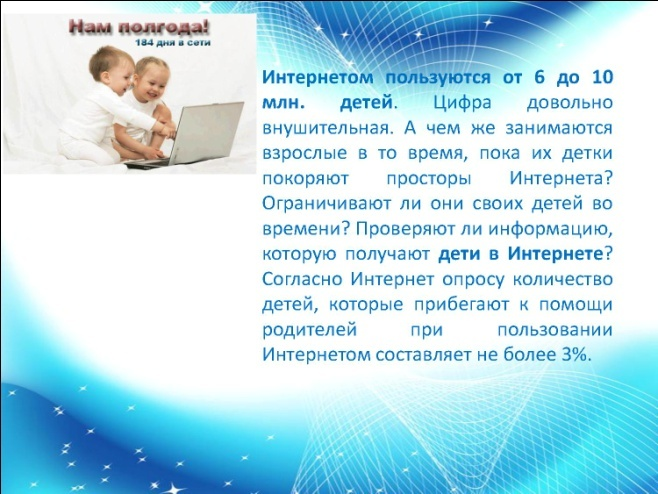 Нам полгода!
184 дня в сети
Интернетом пользуются от 6 до 10
млн. детей. Цифра довольно
внушительная. А чем же занимаются
взрослые в то время, пока их детки
покоряют просторы Интернета?
Ограничивают ли они своих детей во
времени? Проверяют ли информацию,
которую получают дети в Интернете?
Согласно Интернет опросу количество
детей, которые прибегают к помощи
родителей при пользовании
Интернетом составляет не более 3%.